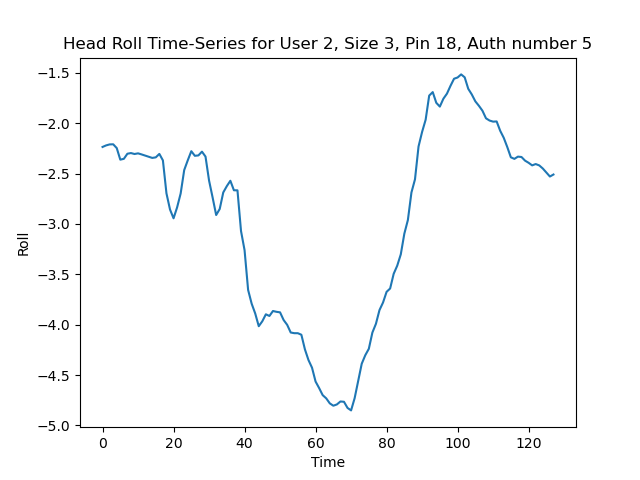 Head Roll Time-Series for User 2, Size 3, Pin 18, Auth number 5
−1.5
−2.0
−2.5
−3.0
−3.5
−4.0
−4.5
−5.0
Roll
0 20 40 60 80 100 120
Time